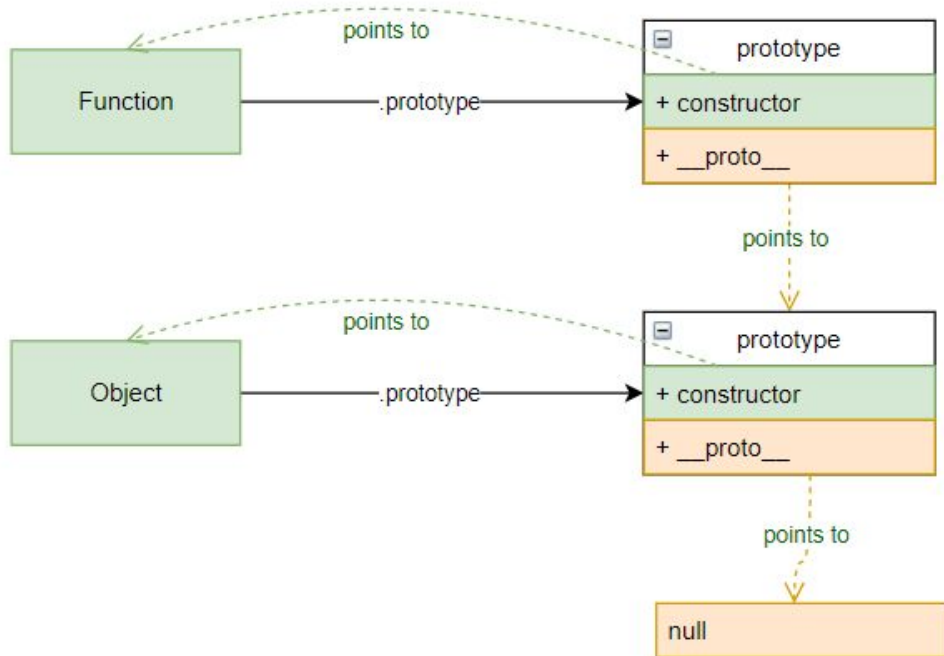 points to
prototype
Function
.prototype
+ constructor
+ __proto__
points to
points to
prototype
Object
.prototype
+ constructor
+ __proto__
points to
null